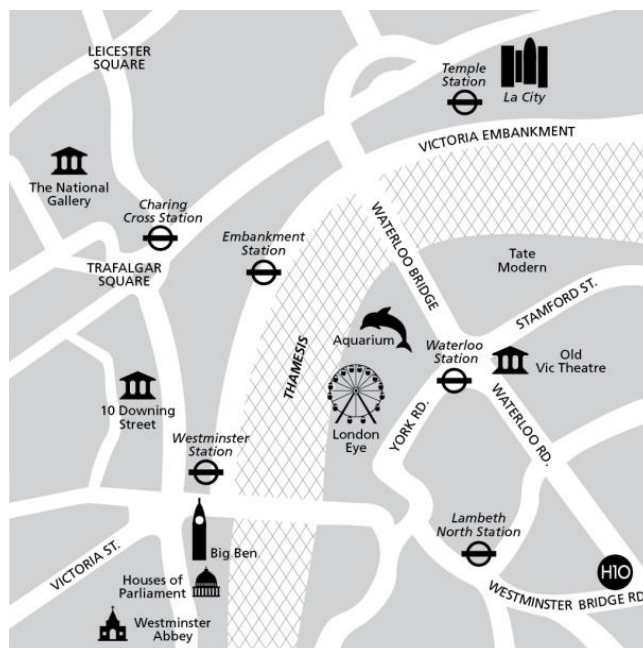 LEICESTER
SQUARE
Temple
Station
La City
VICTORIA EMBANKMENT
The National
Gallery
Charing
Cross Station
Embankment
Station
WATERLOO BRIDGE
Tate
Modern
TRAFALGAR
SQUARE
STAMFORD ST.
THAMESIS
Aquarium
Waterloo
Station
Old
Vic Theatre
10 Downing
Street
London
Eye
YORK RD.
WATERLOO RD.
Westminster
Station
Lambeth
North Station
VICTORIA ST.
Big Ben
H10
Houses of
Parliament
WESTMINSTER BRIDGE RD
Westminster
Abbey